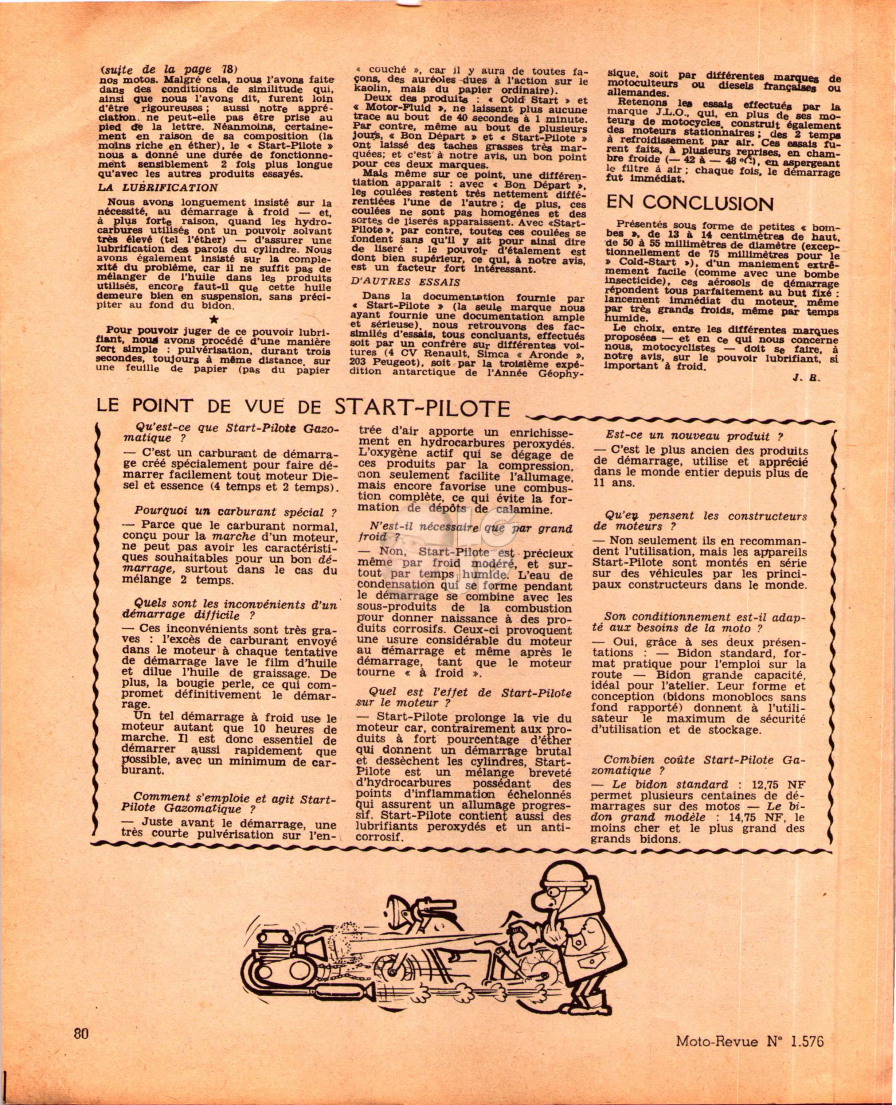 (suite de la page 78)
nos motos. Malgré cela, nous l'avons faite
dans des conditions de similitud qui,
ainsi que nous l'avons dit, furent loin
d'être rigoureuses; aussi notre appré-
ciation. ne peut-elle pas être prise au
pied de la lettre. Néanmoins, certaine-
ment en raison de sa composition (la
moins riche en éther), le « Start-Pilote »
nous a donné une durée de fonctionne-
ment sensiblement 2 fois plus longue
qu'avec les autres produits essayés.
LA LUBRIFICATION
Nous avons longuement insisté sur la
nécessité, au démarrage à froid — et,
à plus forte raison, quand les hydro-
carbures utilisés ont un pouvoir solvant
très élevé (tel l'éther) — d'assurer une
lubrification des parois du cylindre. Nous
avons également insisté sur la comple-
xité du problème, car il ne suffit pas de
mélanger de l'huile dans les produits
utilisés, encore faut-il que cette huile
demeure bien en suspension, sans préci-
piter au fond du bidon.
★
Pour pouvoir juger de ce pouvoir lubri-
fiant, nous avons procédé d'une manière
fort simple : pulvérisation, durant trois
secondes, toujours à même distance, sur
une feuille de papier (pas du papier
« couché », car il y aura de toutes fa-
çons, des auréoles dues à l'action sur le
kaolin, mais du papier ordinaire).
Deux des produits : « Cold Start » et
« Motor-Fluid », ne laissent plus aucune
trace au bout de 40 secondes à 1 minute.
Par contre, même au bout de plusieurs
jours, « Bon Départ » et « Start-Pilote »
ont laissé des taches grasses très mar-
quées; et c'est à notre avis, un bon point
pour ces deux marques.
Mais même sur ce point, une différen-
tiation apparait : avec « Bon Départ »,
les coulées restent très nettement diffé-
rentiées l'une de l'autre; de plus, ces
coulées ne sont pas homogènes et des
sortes de liserés apparaissent. Avec «Start-
Pilote», par contre, toutes ces coulées se
fondent sans qu'il y ait pour ainsi dire
de liseré : le pouvoir d'étalement est
dont bien supérieur, ce qui, à notre avis,
est un facteur fort intéressant.
D'AUTRES ESSAIS
Dans la documentation fournie par
« Start-Pilote » (la seule marque nous
ayant fournie une documentation ample
et sérieuse), nous retrouvons des fac-
similés d'essais, tous concluants, effectués
soit par un confrère sur différentes voi-
tures (4 CV Renault, Simca « Aronde »,
203 Peugeot), soit par la troisième expé-
dition antarctique de l'Année Géophy-
sique, soit par différentes marques de
motoculteurs ou diesels françaises ou
allemandes.
Retenons les essais effectués par la
marque J.L.O., qui, en plus de ses mo-
teurs de motocycles, construit également
des moteurs stationnaires; des 2 temps
à refroidissement par air. Ces essais fu-
rent faits, à plusieurs reprises, en cham-
bre froide (— 42 à — 48 °C), en aspergeant
le filtre à air; chaque fois, le démarrage
fut immédiat.
EN CONCLUSION
Présentés sous forme de petites « bom-
bes », de 13 à 14 centimètres de haut,
de 50 à 55 millimètres de diamètre (excep-
tionnellement de 75 millimètres pour le
« Cold-Start »), d'un maniement extrê-
mement facile (comme avec une bombe
insecticide), ces aérosols de démarrage
répondent tous parfaitement au but fixé :
lancement immédiat du moteur, même
par très grands froids, même par temps
humide.
Le choix, entre les différentes marques
proposées — et en ce qui nous concerne
nous, motocyclistes — doit se faire, à
notre avis, sur le pouvoir lubrifiant, si
important, à froid.
J. B.
LE POINT DE VUE DE START-PILOTE
Qu'est-ce que Start-Pilote Gazo-
matique ?
— C'est un carburant de démarra-
ge créé spécialement pour faire dé-
marrer facilement tout moteur Die-
sel et essence (4 temps et 2 temps).
Pourquoi un carburant spécial ?
— Parce que le carburant normal,
conçu pour la marche d'un moteur,
ne peut pas avoir les caractéristi-
ques souhaitables pour un bon dé-
marrage, surtout dans le cas du
mélange 2 temps.
Quels sont les inconvénients d'un
démarrage difficile ?
— Ces inconvénients sont très gra-
ves : l'excès de carburant envoyé
dans le moteur à chaque tentative
de démarrage lave le film d'huile
et dilue l'huile de graissage. De
plus, la bougie perle, ce qui com-
promet définitivement le démar-
rage.
Un tel démarrage à froid use le
moteur autant que 10 heures de
marche. Il est donc essentiel de
démarrer aussi rapidement que
possible, avec un minimum de car-
burant.
Comment s'emploie et agit Start-
Pilote Gazomatique ?
— Juste avant le démarrage, une
très courte pulvérisation sur l'en-
trée d'air apporte un enrichisse-
ment en hydrocarbures peroxydés.
L'oxygène actif qui se dégage de
ces produits par la compression,
non seulement facilite l'allumage,
mais encore favorise une combus-
tion complète, ce qui évite la for-
mation de dépôts de calamine.
N'est-il nécessaire que par grand
froid ?
— Non, Start-Pilote est précieux
même par froid modéré, et sur-
tout par temps humide. L'eau de
condensation qui se forme pendant
le démarrage se combine avec les
sous-produits de la combustion
pour donner naissance à des pro-
duits corrosifs. Ceux-ci provoquent
une usure considérable du moteur
au démarrage et même après le
démarrage, tant que le moteur
tourne « à froid ».
Quel est l'effet de Start-Pilote
sur le moteur ?
— Start-Pilote prolonge la vie du
moteur car, contrairement aux pro-
duits à fort pourcentage d'éther
qui donnent un démarrage brutal
et dessèchent les cylindres, Start-
Pilote est un mélange breveté
d'hydrocarbures possédant des
points d'inflammation échelonnés
qui assurent un allumage progres-
sif. Start-Pilote contient aussi des
lubrifiants peroxydés et un anti-
corrosif.
Est-ce un nouveau produit ?
— C'est le plus ancien des produits
de démarrage, utilise et apprécié
dans le monde entier depuis plus de
11 ans.
Qu'en pensent les constructeurs
de moteurs ?
— Non seulement ils en recomman-
dent l'utilisation, mais les appareils
Start-Pilote sont montés en série
sur des véhicules par les princi-
paux constructeurs dans le monde.
Son conditionnement est-il adap-
té aux besoins de la moto ?
— Oui, grâce à ses deux présen-
tations : — Bidon standard, for-
mat pratique pour l'emploi sur la
route — Bidon grande capacité,
idéal pour l'atelier. Leur forme et
conception (bidons monoblocs sans
fond rapporté) donnent à l'utili-
sateur le maximum de sécurité
d'utilisation et de stockage.
Combien coûte Start-Pilote Ga-
zomatique ?
— Le bidon standard : 12,75 NF
permet plusieurs centaines de dé-
marrages sur des motos — Le bi-
don grand modèle : 14,75 NF, le
moins cher et le plus grand des
grands bidons.
80
Moto-Revue N° 1.576